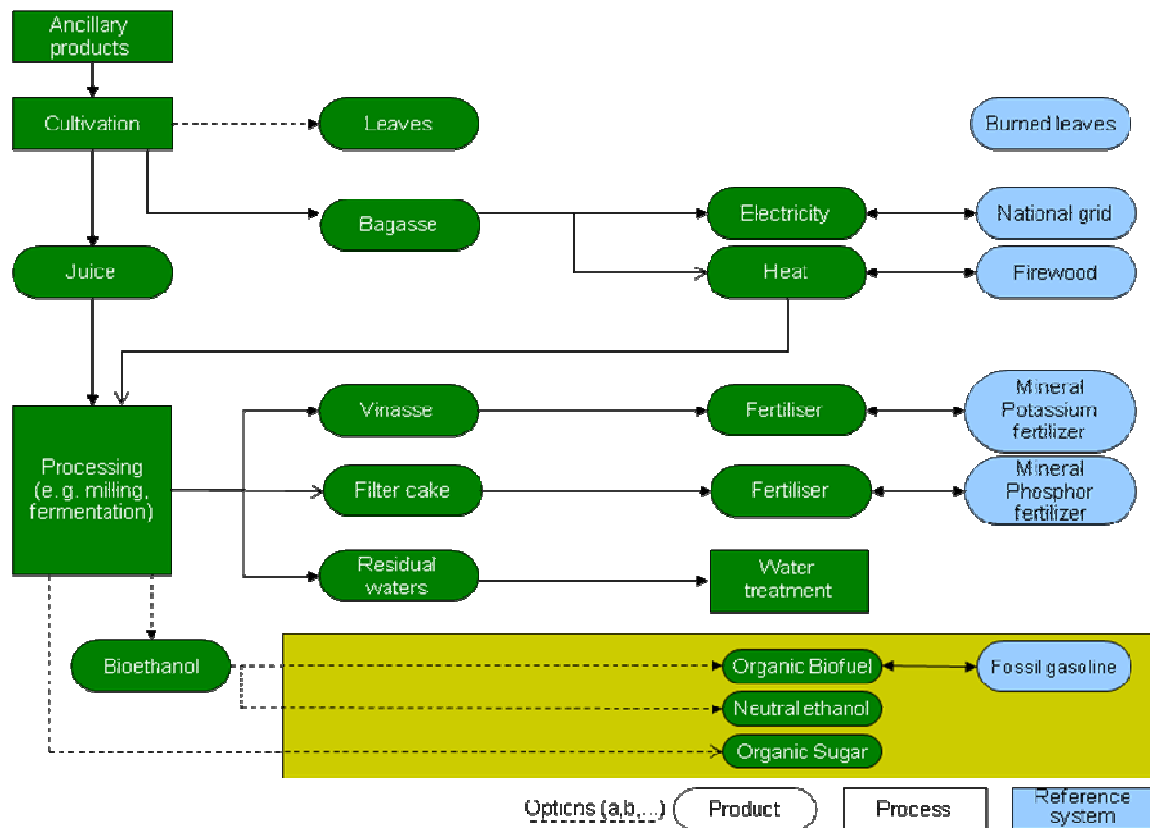 Ancillary
products
Cultivation
Leaves
Burned leaves
Bagasse
Electricity
National grid
Juice
Heat
Firewood
Processing
(e. g. milling,
fermentation)
Vinasse
Fertiliser
Mineral
Potassium
fertilizer
Filter cake
Fertiliser
Mineral
Phosphor
fertilizer
Residual
waters
Water
treatment
Bioethanol
Organic Biofuel
Fossil gasoline
Neutral ethanol
Organic Sugar
Options (a,b,...)
Product
Process
Reference
system